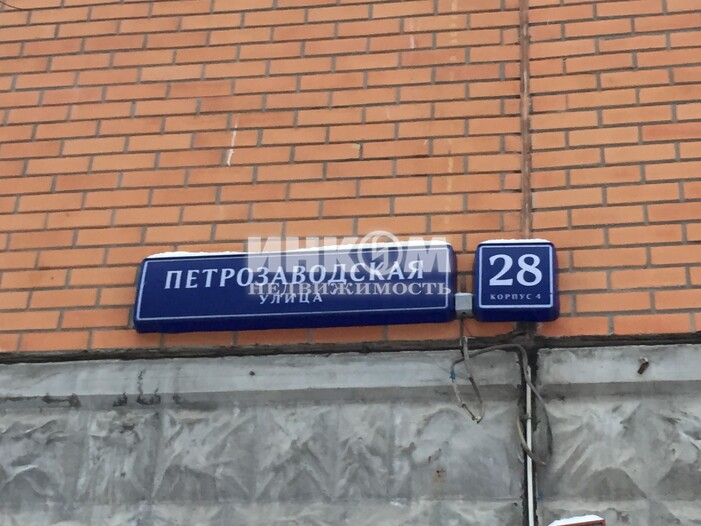 ПЕТРОЗАВОДСКАЯ
УЛИЦА
28
КОРПУС 4
ИНКОМ
НЕДВИЖИМОСТЬ